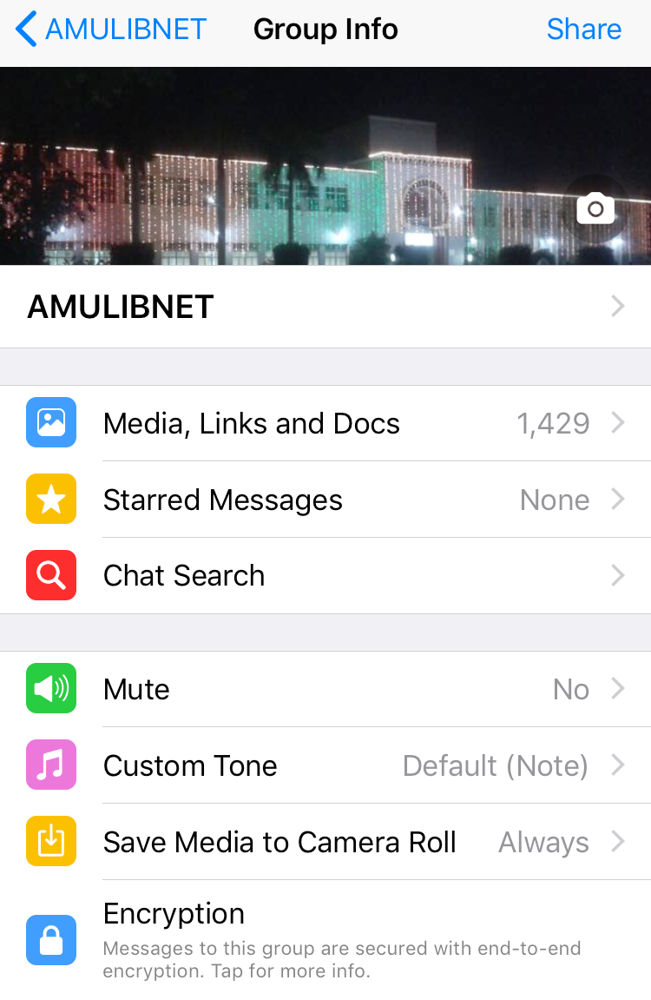 AMULIBNET Group Info Share
AMULIBNET
Media, Links and Docs 1,429
Starred Messages None
Chat Search
Mute No
Custom Tone Default (Note)
Save Media to Camera Roll Always
Encryption
Messages to this group are secured with end-to-end
encryption. Tap for more info.